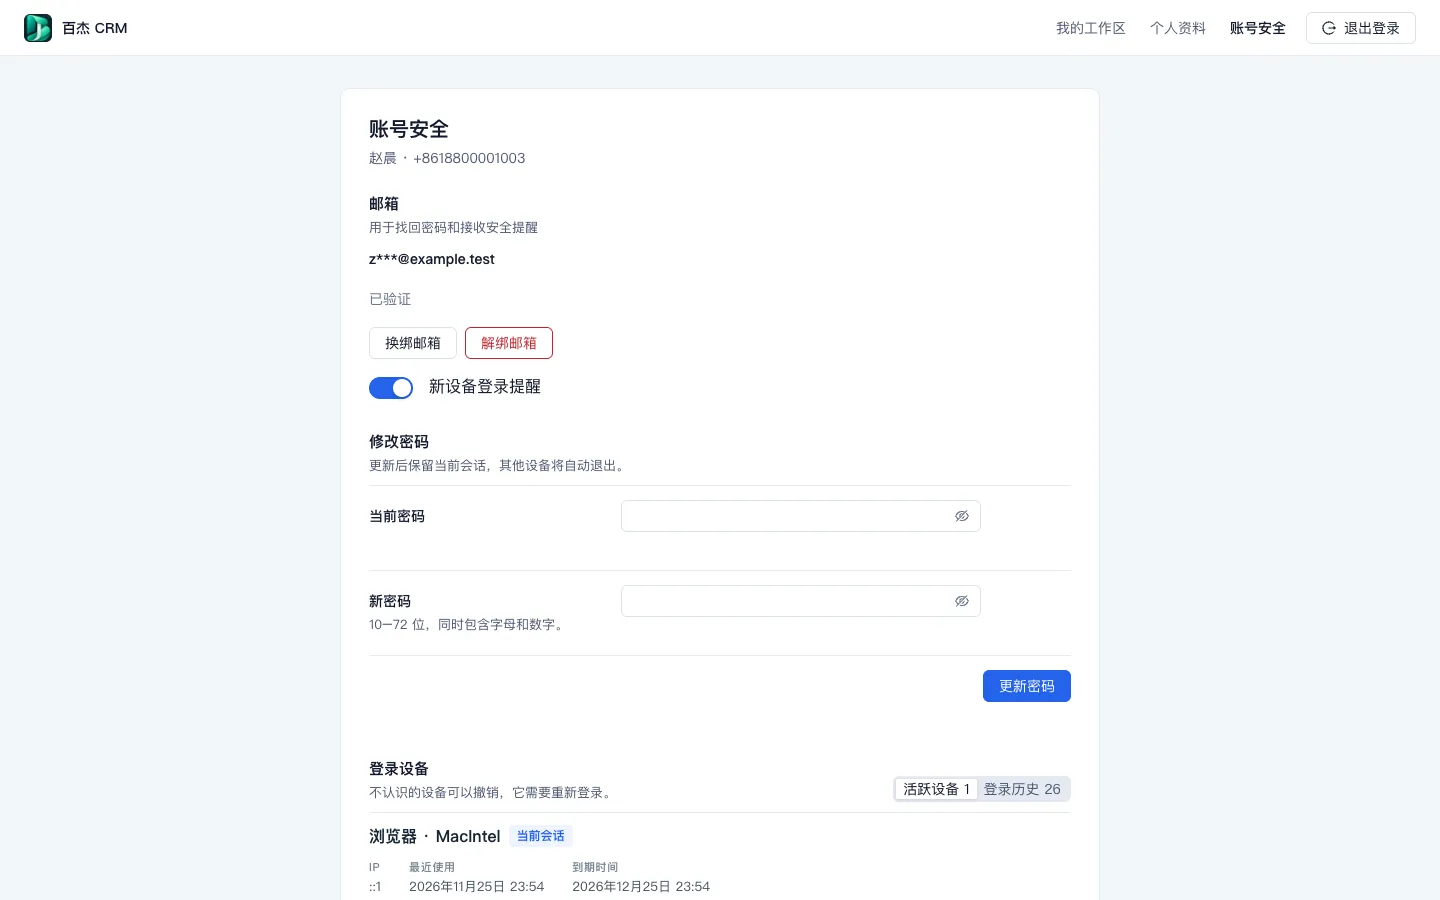 百杰 CRM
我的工作区
个人资料
账号安全
退出登录
账号安全
赵晨 · +8618800001003
邮箱
用于找回密码和接收安全提醒
z***@example.test
已验证
换绑邮箱
解绑邮箱
新设备登录提醒
修改密码
更新后保留当前会话，其他设备将自动退出。
当前密码
新密码
10–72 位，同时包含字母和数字。
更新密码
登录设备
不认识的设备可以撤销，它需要重新登录。
活跃设备 1
登录历史 26
浏览器 · MacIntel 当前会话
IP 最近使用 到期时间
::1 2026年11月25日 23:54 2026年12月25日 23:54